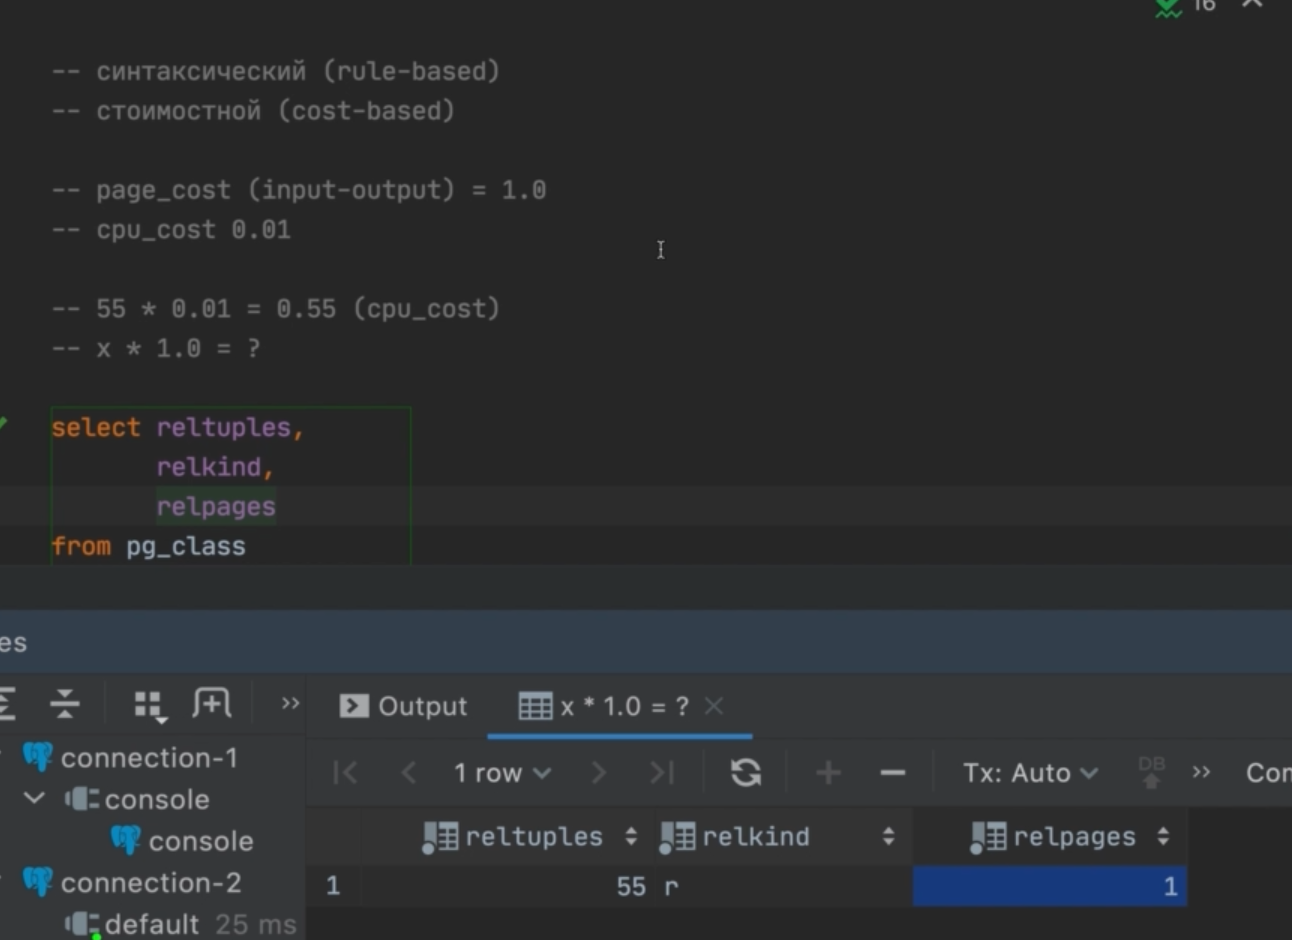 16
-- синтаксический (rule-based)
-- стоимостной (cost-based)
-- page_cost (input-output) = 1.0
-- cpu_cost 0.01
-- 55 * 0.01 = 0.55 (cpu_cost)
-- x * 1.0 = ?
select reltuples,
relkind,
relpages
from pg_class
es
Output
x * 1.0 = ?
1 row
Tx: Auto
DB
Con
connection-1
console
console
connection-2
default 25 ms
reltuples
relkind
relpages
1
55
r
1